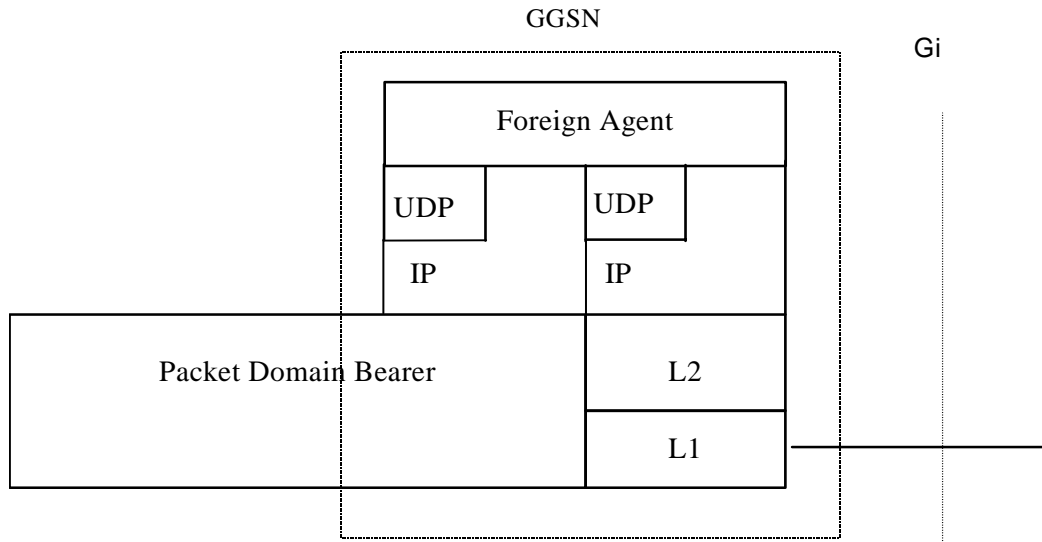 GGSN
Gi
Foreign Agent
UDP
UDP
IP
IP
Packet Domain Bearer
L2
L1